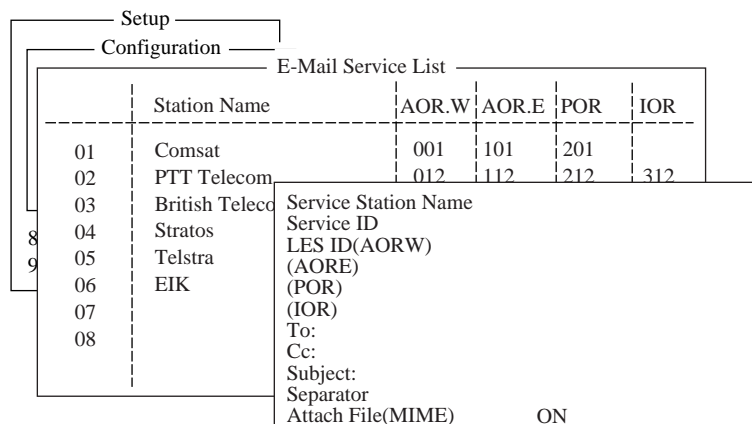 Setup
Configuration
E-Mail Service List
Station Name AOR.W AOR.E POR IOR
01 Comsat 001 101 201
02 PTT Telecom 012 112 212 312
03 British Teleco
04 Stratos
05 Telstra
06 EIK
07
08
8
9
Service Station Name
Service ID
LES ID(AORW)
(AORE)
(POR)
(IOR)
To:
Cc:
Subject:
Separator
Attach File(MIME) ON